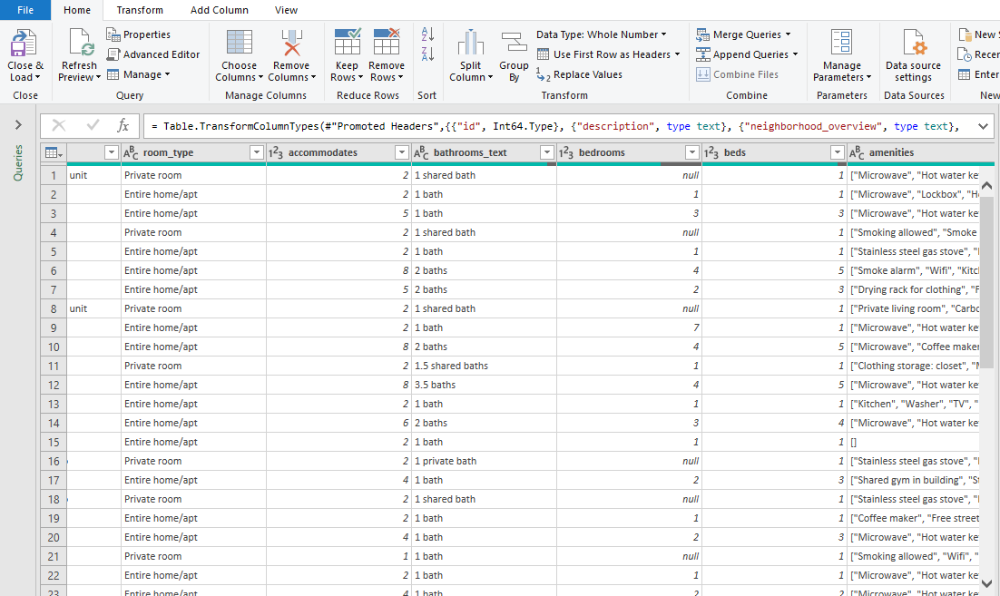 File Home Transform Add Column View
Close & Load Refresh Preview Properties Advanced Editor Manage Choose Columns Remove Columns Keep Rows Remove Rows Split Column Group By Data Type: Whole Number Use First Row as Headers Replace Values Merge Queries Append Queries Combine Files Manage Parameters Data source settings New Recen Enter
Close Query Manage Columns Reduce Rows Sort Transform Combine Parameters Data Sources New
= Table.TransformColumnTypes(#"Promoted Headers",{{"id", Int64.Type}, {"description", type text}, {"neighborhood_overview", type text},
Queries
room_type accommodates bathrooms_text bedrooms beds amenities
1 unit Private room 2 1 shared bath null 1 ["Microwave", "Hot water ke
2 Entire home/apt 2 1 bath 1 1 ["Microwave", "Lockbox", "H
3 Entire home/apt 5 1 bath 3 3 ["Microwave", "Hot water ke
4 Private room 2 1 shared bath null 1 ["Smoking allowed", "Smoke
5 Entire home/apt 2 1 bath 1 1 ["Stainless steel gas stove", "
6 Entire home/apt 8 2 baths 4 5 ["Smoke alarm", "Wifi", "Kitc
7 Entire home/apt 5 2 baths 2 3 ["Drying rack for clothing", "F
8 unit Private room 2 1 shared bath null 1 ["Private living room", "Carbo
9 Entire home/apt 2 1 bath 7 1 ["Microwave", "Hot water ke
10 Entire home/apt 8 2 baths 4 5 ["Microwave", "Coffee maker
11 Private room 2 1.5 shared baths 1 1 ["Clothing storage: closet", "
12 Entire home/apt 8 3.5 baths 4 5 ["Microwave", "Hot water ke
13 Entire home/apt 2 1 bath 1 1 ["Kitchen", "Washer", "TV", "
14 Entire home/apt 6 2 baths 3 4 ["Microwave", "Hot water ke
15 Entire home/apt 2 1 bath 1 1 []
16 Private room 2 1 private bath null 1 ["Stainless steel gas stove", "
17 Entire home/apt 4 1 bath 2 3 ["Shared gym in building", "S
18 Private room 2 1 shared bath null 1 ["Stainless steel gas stove", "
19 Entire home/apt 2 1 bath 1 1 ["Coffee maker", "Free street
20 Entire home/apt 4 1 bath 2 3 ["Microwave", "Hot water ke
21 Private room 1 1 bath null 1 ["Smoking allowed", "Wifi", "
22 Entire home/apt 2 1 bath 1 1 ["Microwave", "Hot water ke
23 Entire home/apt 4 1 bath 2 2 ["Microwave", "Hot water ke